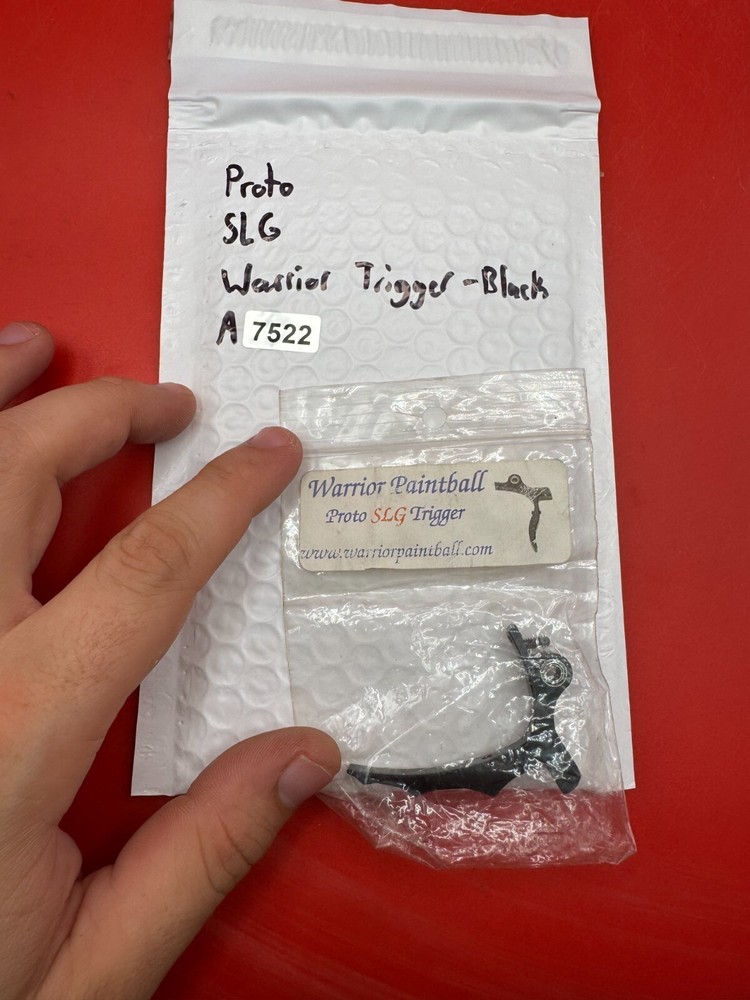 Proto
SLG
Warrior Trigger - Black
A 7522
Warrior Paintball
Proto SLG Trigger
www.warriorpaintball.com